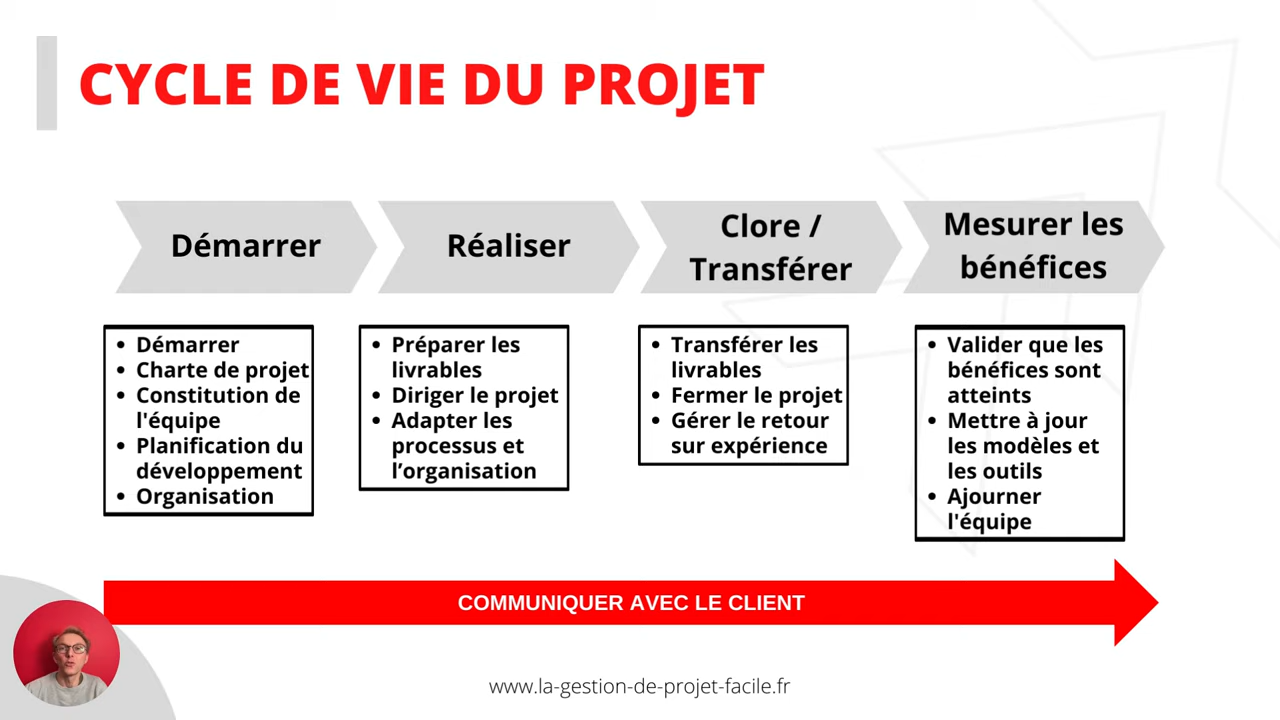 CYCLE DE VIE DU PROJET
Démarrer
Réaliser
Clore /
Transférer
Mesurer les
bénéfices
• Démarrer
• Charte de projet
• Constitution de
l'équipe
• Planification du
développement
• Organisation
• Préparer les
livrables
• Diriger le projet
• Adapter les
processus et
l’organisation
• Transférer les
livrables
• Fermer le projet
• Gérer le retour
sur expérience
• Valider que les
bénéfices sont
atteints
• Mettre à jour
les modèles et
les outils
• Ajourner
l'équipe
COMMUNIQUER AVEC LE CLIENT
www.la-gestion-de-projet-facile.fr